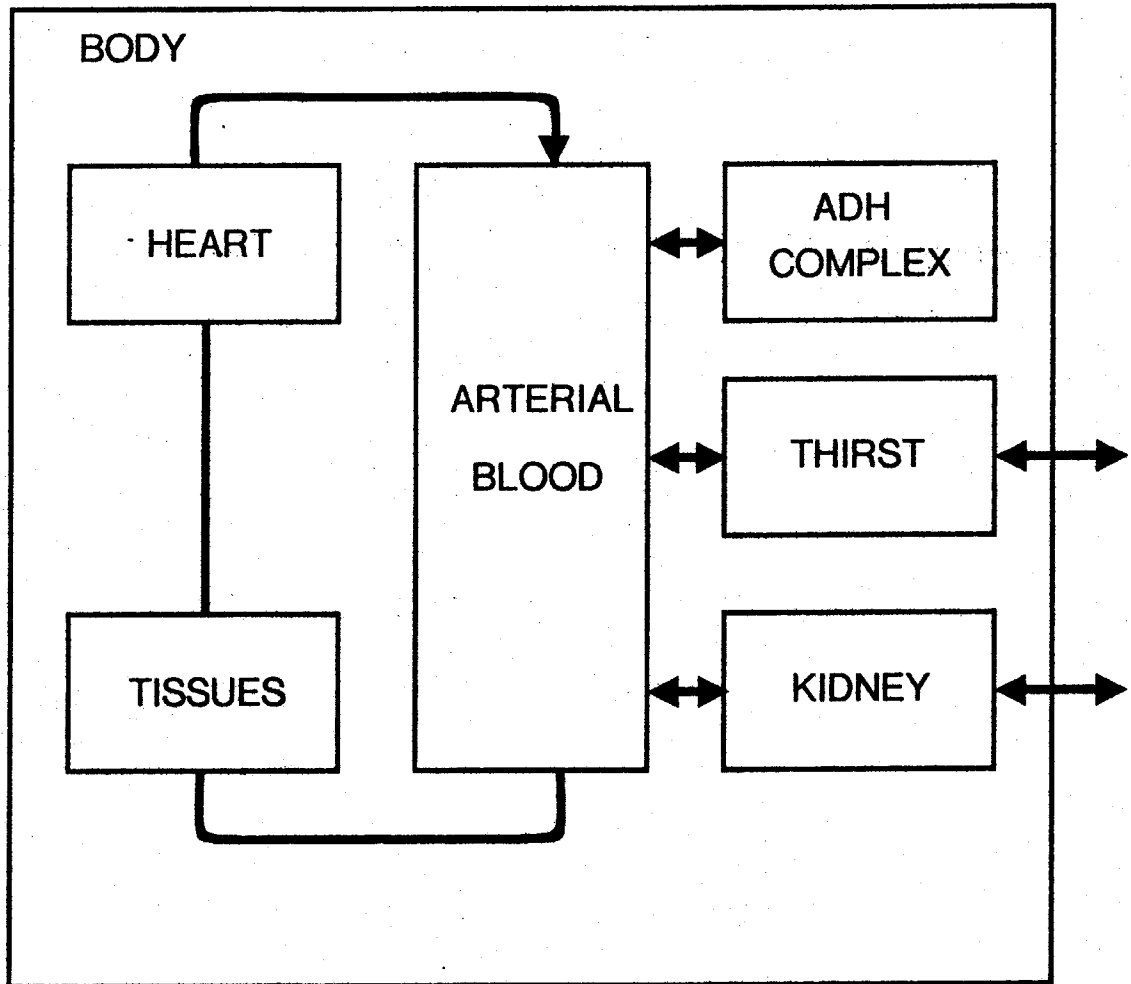 BODY
HEART
ADH
COMPLEX
ARTERIAL
BLOOD
THIRST
TISSUES
KIDNEY